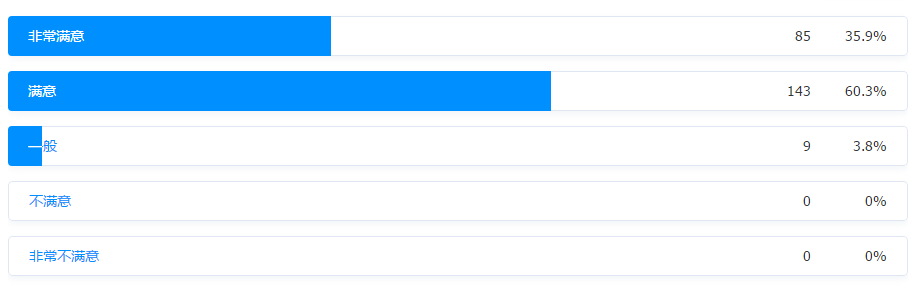 非常满意 85 35.9%
满意 143 60.3%
一般 9 3.8%
不满意 0 0%
非常不满意 0 0%